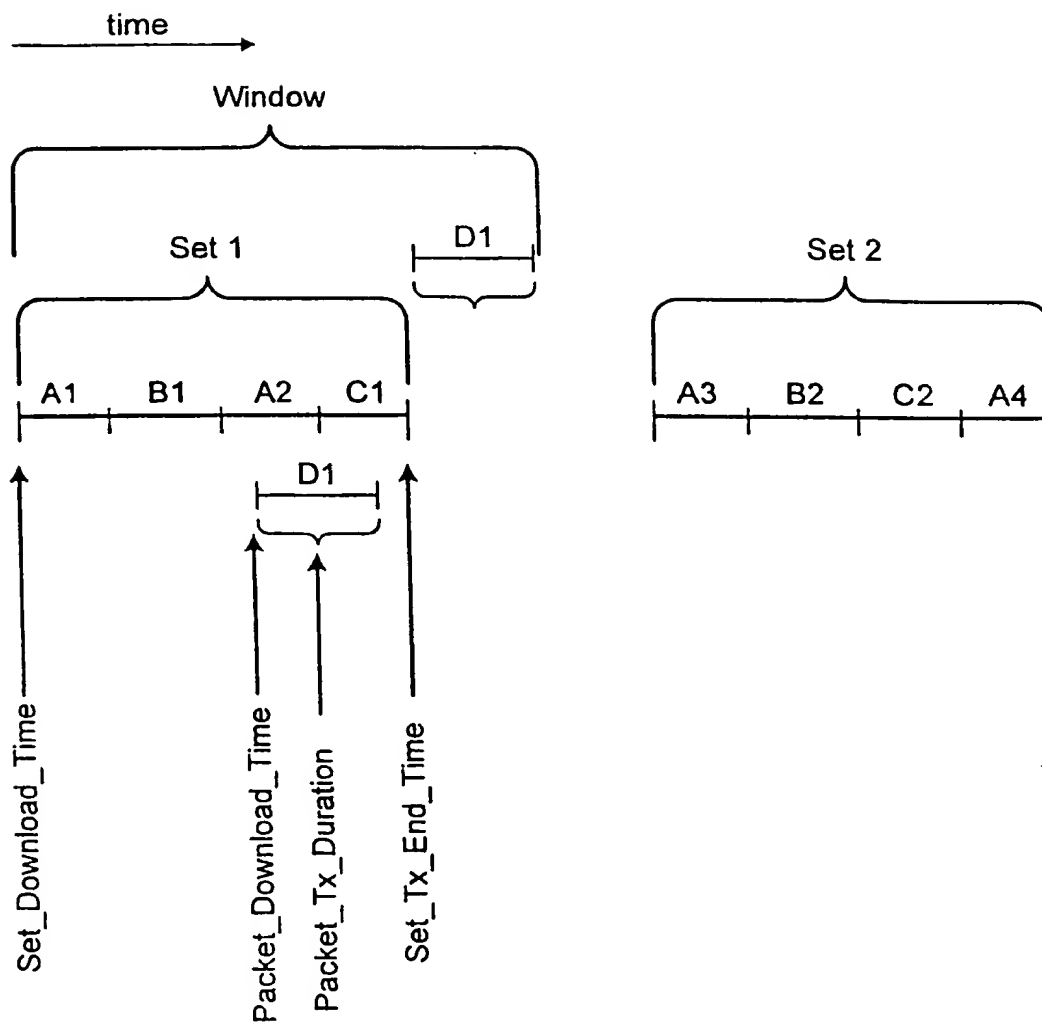 time
Window
D1
Set 1
Set 2
A1 B1 A2 C1
A3 B2 C2 A4
D1
Set_Download_Time
Packet_Download_Time
Packet_Tx_Duration
Set_Tx_End_Time